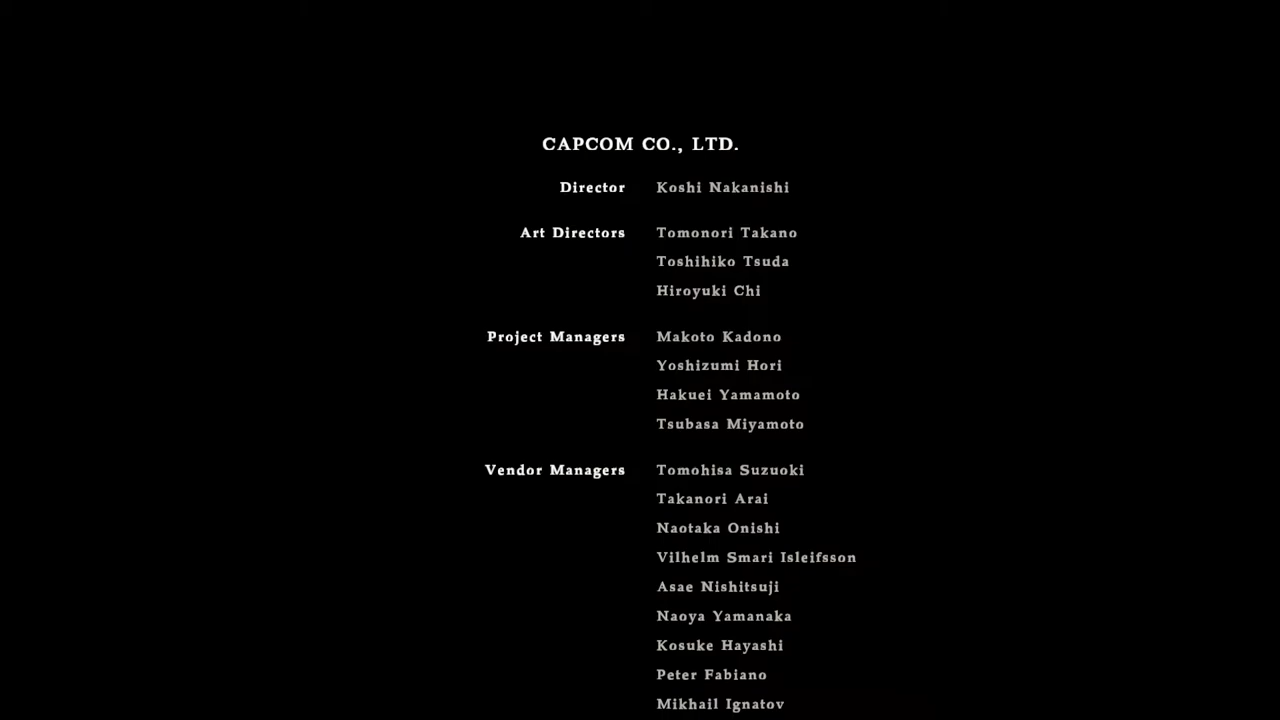 CAPCOM CO., LTD.
Director Koshi Nakanishi
Art Directors Tomonori Takano
Toshihiko Tsuda
Hiroyuki Chi
Project Managers Makoto Kadono
Yoshizumi Hori
Hakuei Yamamoto
Tsubasa Miyamoto
Vendor Managers Tomohisa Suzuoki
Takanori Arai
Naotaka Onishi
Vilhelm Smari Isleifsson
Asae Nishitsuji
Naoya Yamanaka
Kosuke Hayashi
Peter Fabiano
Mikhail Ignatov